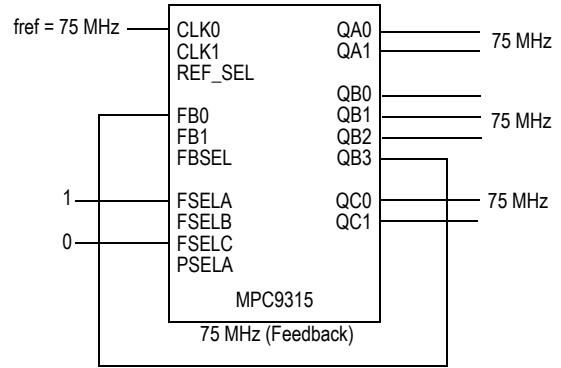 fref = 75 MHz
CLK0
CLK1
REF_SEL
FB0
FB1
FBSEL
1
FSELA
FSELB
0
FSELC
PSELA
QA0
QA1
75 MHz
QB0
QB1
QB2
QB3
75 MHz
QC0
QC1
75 MHz
MPC9315
75 MHz (Feedback)